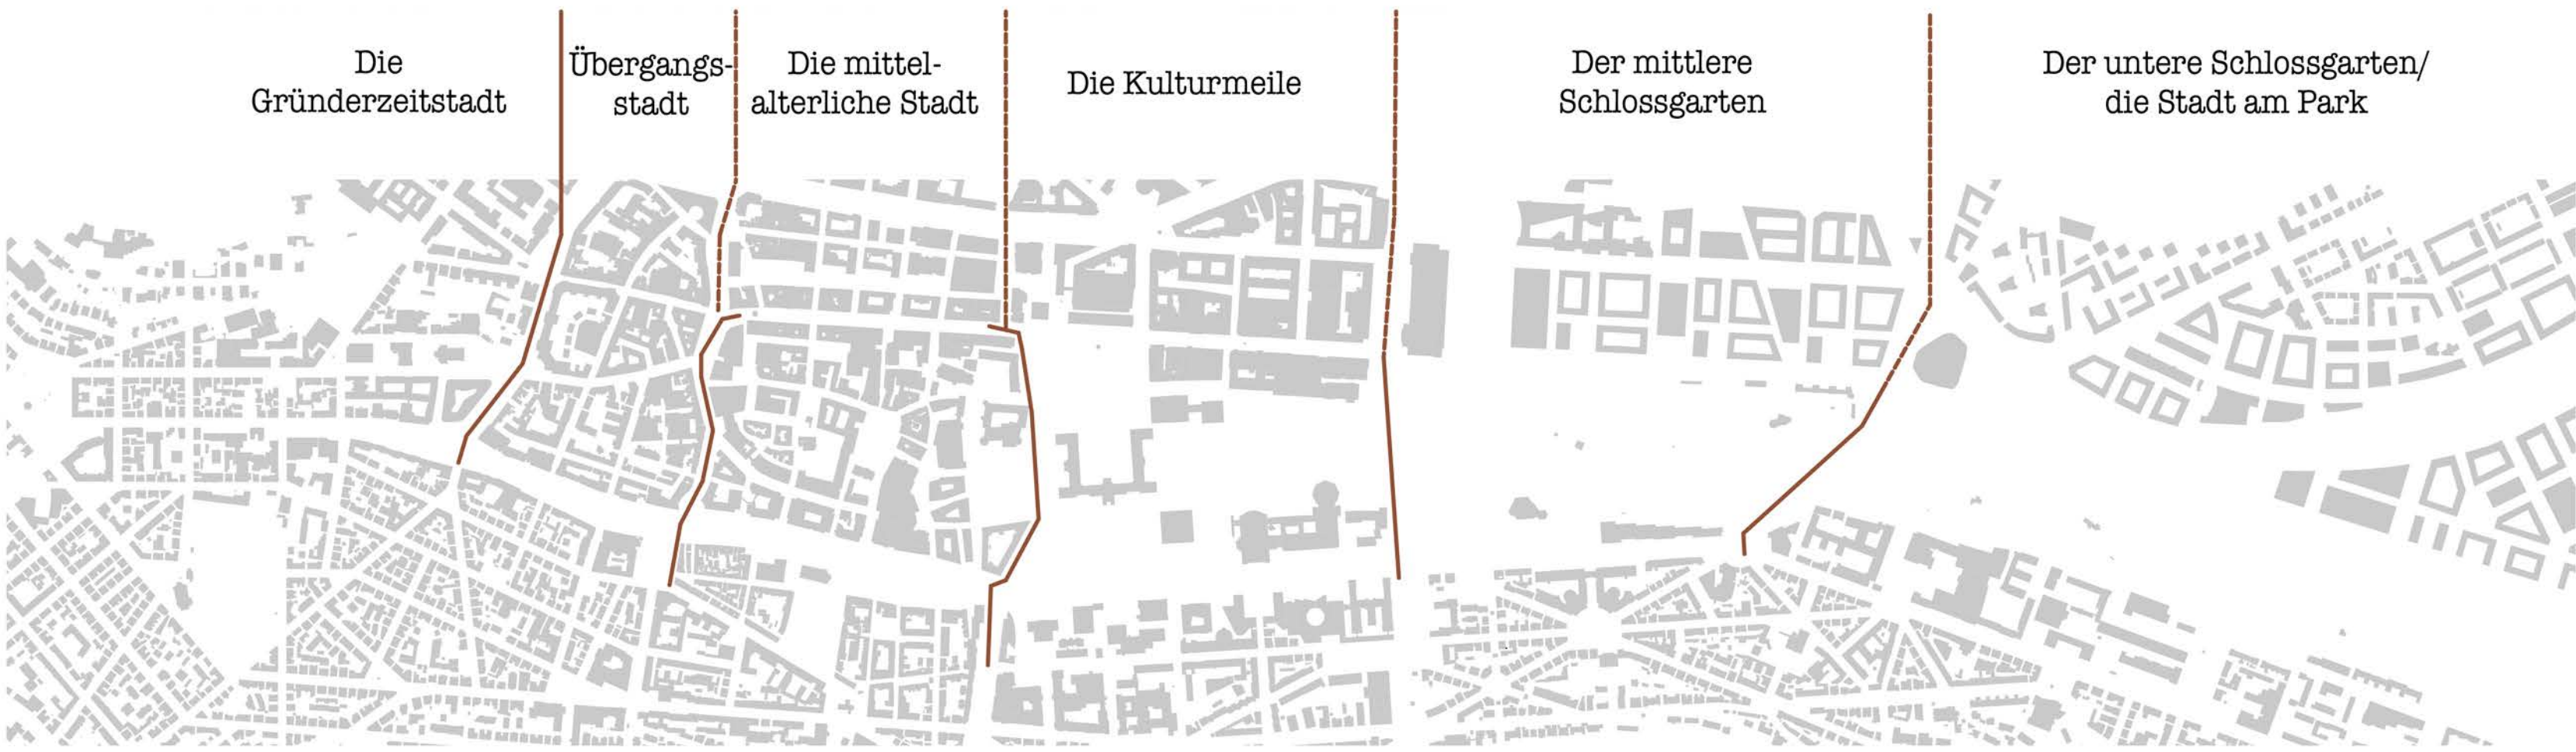 Die
Gründerzeitstadt
Übergangs-
stadt
Die mittel-
alterliche Stadt
Die Kulturmeile
Der mittlere
Schlossgarten
Der untere Schlossgarten/
die Stadt am Park